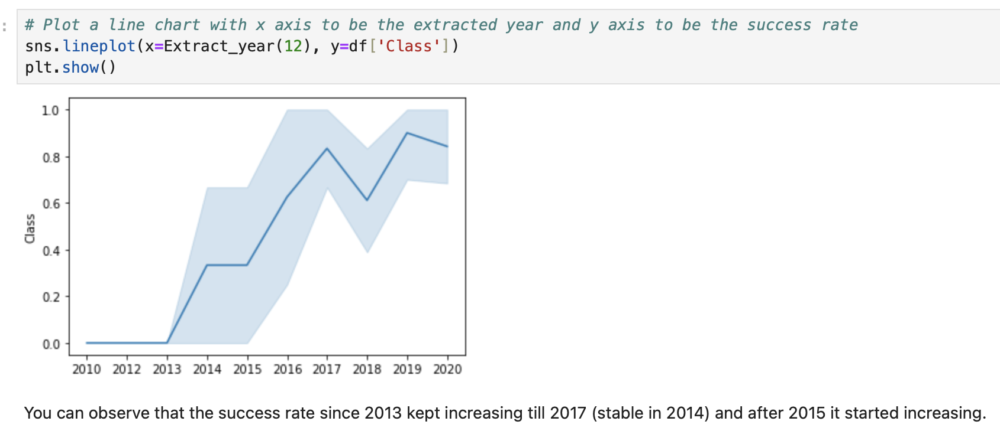 :
# Plot a line chart with x axis to be the extracted year and y axis to be the success rate
sns.lineplot(x=Extract_year(12), y=df['Class'])
plt.show()
1.0
0.8
0.6
0.4
0.2
0.0
Class
2010 2012 2013 2014 2015 2016 2017 2018 2019 2020
You can observe that the success rate since 2013 kept increasing till 2017 (stable in 2014) and after 2015 it started increasing.